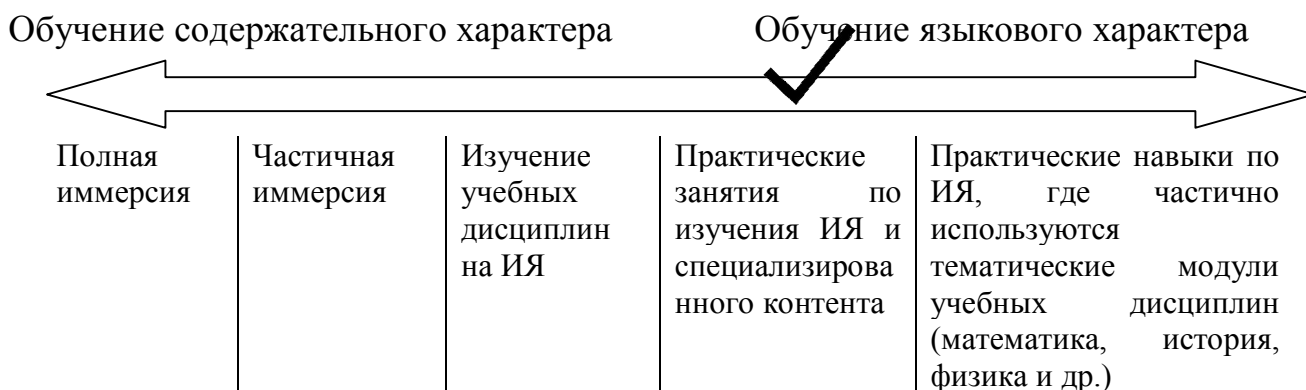 Обучение содержательного характера
Обучение языкового характера
Полная
иммерсия
Частичная
иммерсия
Изучение
учебных
дисциплин
на ИЯ
Практические
занятия по
изучения ИЯ и
специализирова
нного контента
Практические навыки по
ИЯ, где частично
используются
тематические модули
учебных дисциплин
(математика, история,
физика и др.)